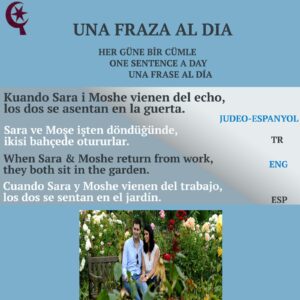 UNA FRAZA AL DIA
HER GÜNE BİR CÜMLE
ONE SENTENCE A DAY
UNA FRASE AL DÍA
Kuando Sara i Moshe vienen del echo,
los dos se asentan en la guerta.
JUDEO-ESPANYOL
Sara ve Moşe işten döndüğünde,
ikisi bahçede otururlar.
TR
When Sara & Moshe return from work,
they both sit in the garden.
ENG
Cuando Sara y Moshe vienen del trabajo,
los dos se sentan en el jardín.
ESP